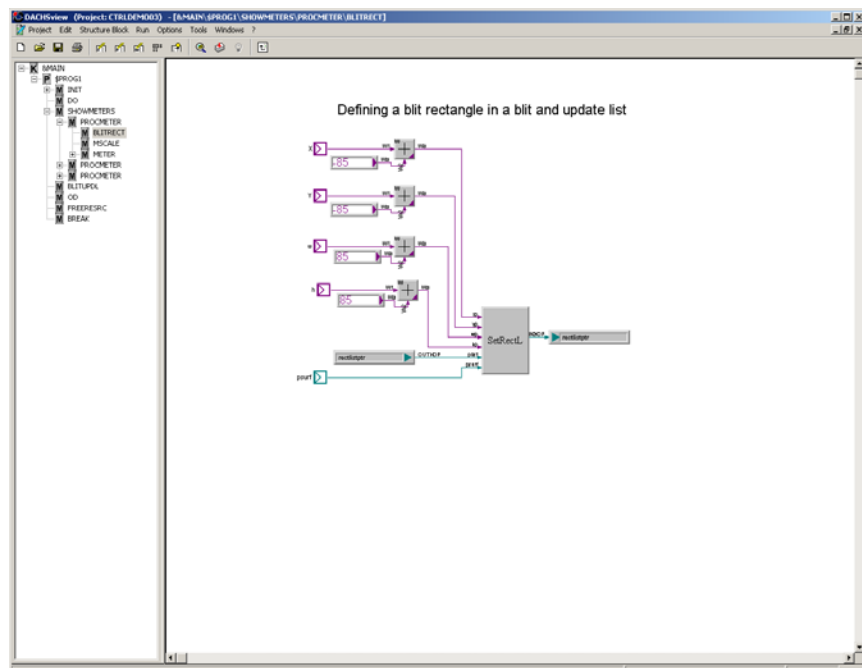 DACHSview (Project: CTRLDEMO03) - [&MAIN\$PROG1\SHOWMETERS\PROCMETER\BLITRECT]
Project Edit Structure Block Run Options Tools Windows ?
K &MAIN
P $PROG1
M INIT
M DO
M SHOWMETERS
M PROCMETER
M BLITRECT
M MSCALE
M METER
M PROCMETER
M PROCMETER
M BLITUPDL
M OD
M FREERESRC
M BREAK
Defining a blit rectangle in a blit and update list
X
-85
Y
-85
w
85
h
85
SetRectL
rectlistptr
rectlistptr
psurf